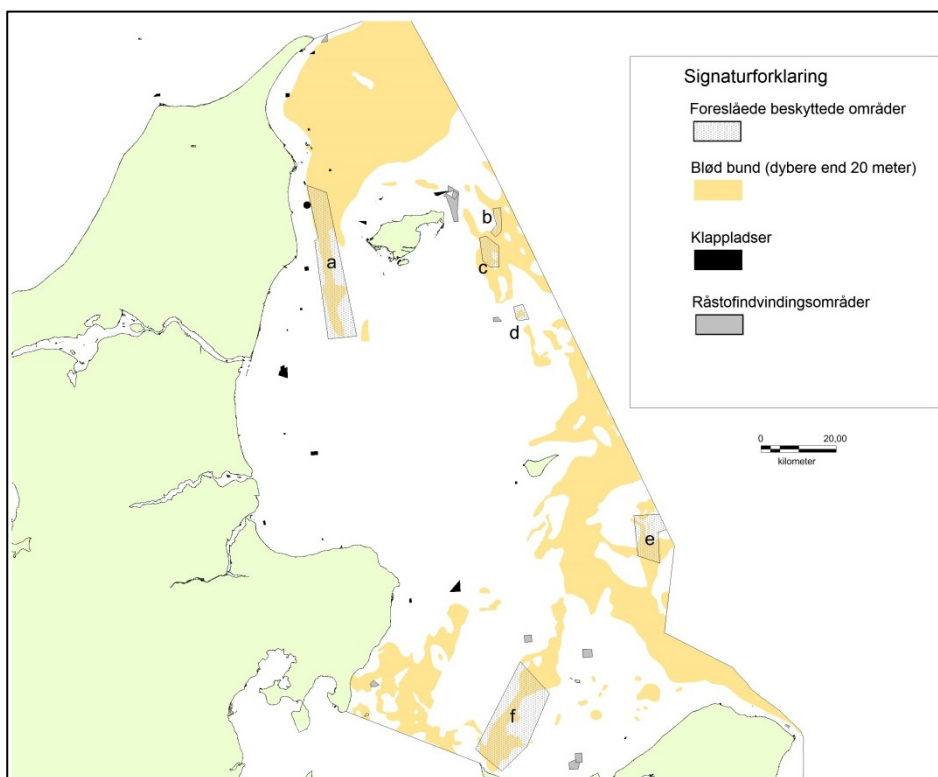 Signaturforklaring
Foreslåede beskyttede områder
Blød bund (dybere end 20 meter)
Klappladser
Råstofindvindingsområder
b
a
c
d
0 20,00
kilometer
e
f